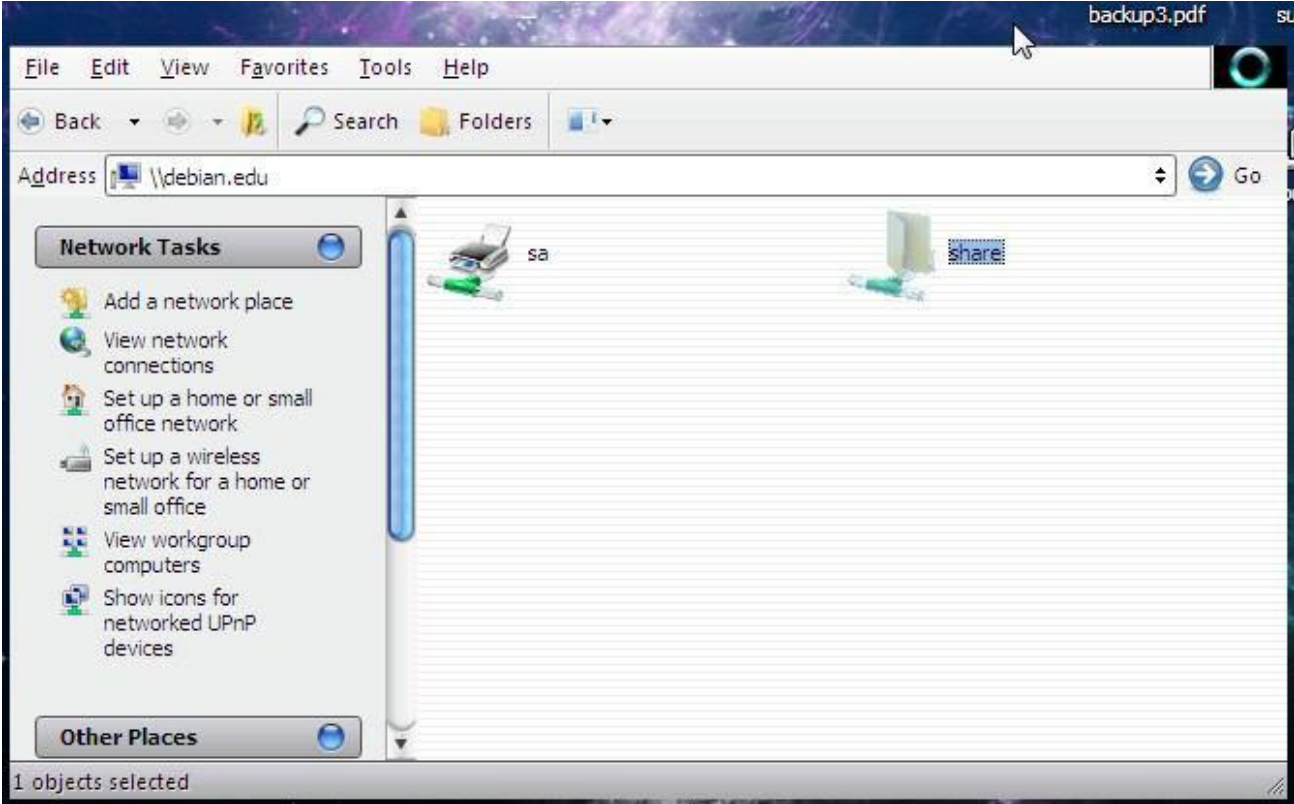 backup3.pdf
File Edit View Favorites Tools Help
Back Search Folders
Address \\debian.edu Go
Network Tasks
Add a network place
View network
connections
Set up a home or small
office network
Set up a wireless
network for a home or
small office
View workgroup
computers
Show icons for
networked UPnP
devices
Other Places
sa
share
1 objects selected